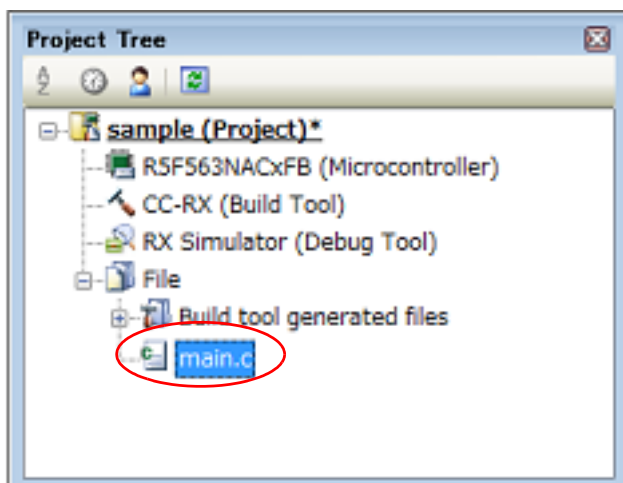 Project Tree
sample (Project)*
R5F563NACxFB (Microcontroller)
CC-RX (Build Tool)
RX Simulator (Debug Tool)
File
Build tool generated files
main.c